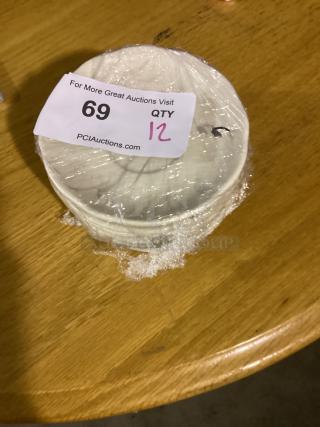 For More Great Auctions Visit
69
QTY
12
PCIAuctions.com